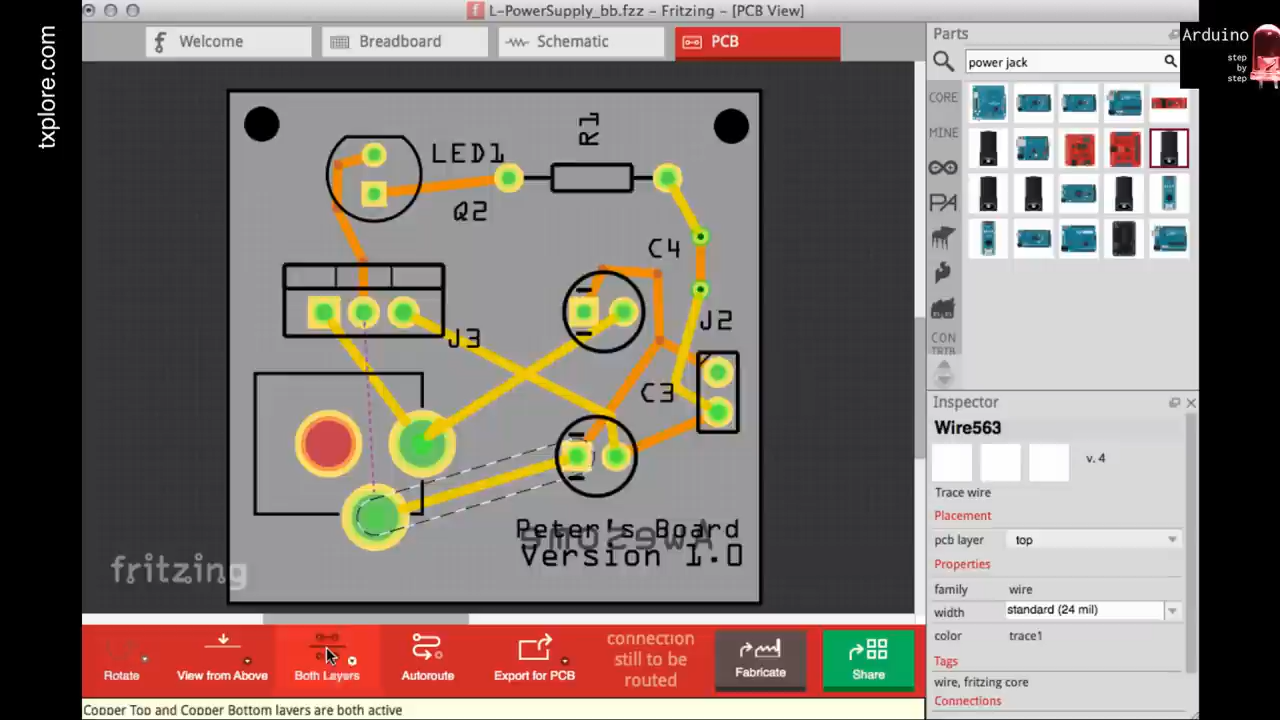 L-PowerSupply_bb.fzz – Fritzing - [PCB View]
txplore.com
Arduino
step
by
step
Welcome
Breadboard
Schematic
PCB
Parts
power jack
CORE
MINE
PA
CON
TRIB
LED1
R1
Q2
C4
J2
J3
C3
Peter's Board
Awesome
Version 1.0
fritzing
Inspector
Wire563
v. 4
Trace wire
Placement
pcb layer top
Properties
family wire
width standard (24 mil)
color trace1
Tags
wire, fritzing core
Connections
Rotate
View from Above
Both Layers
Autoroute
Export for PCB
connection
still to be
routed
Fabricate
Share
Copper Top and Copper Bottom layers are both active